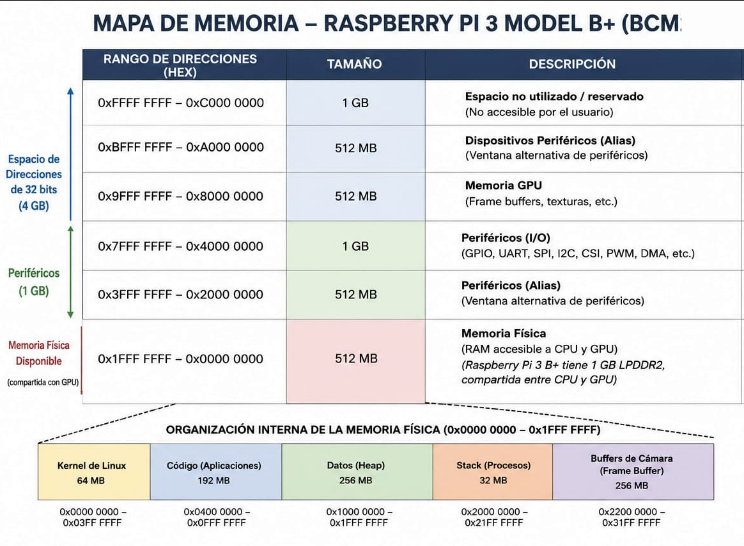 MAPA DE MEMORIA – RASPBERRY PI 3 MODEL B+ (BCM
RANGO DE DIRECCIONES
(HEX)
TAMAÑO
DESCRIPCIÓN
Espacio de
Direcciones
de 32 bits
(4 GB)
0xFFFF FFFF – 0xC000 0000
1 GB
Espacio no utilizado / reservado
(No accesible por el usuario)
0xBFFF FFFF – 0xA000 0000
512 MB
Dispositivos Periféricos (Alias)
(Ventana alternativa de periféricos)
0x9FFF FFFF – 0x8000 0000
512 MB
Memoria GPU
(Frame buffers, texturas, etc.)
Periféricos
(1 GB)
0x7FFF FFFF – 0x4000 0000
1 GB
Periféricos (I/O)
(GPIO, UART, SPI, I2C, CSI, PWM, DMA, etc.)
0x3FFF FFFF – 0x2000 0000
512 MB
Periféricos (Alias)
(Ventana alternativa de periféricos)
Memoria Física
Disponible
(compartida con GPU)
0x1FFF FFFF – 0x0000 0000
512 MB
Memoria Física
(RAM accesible a CPU y GPU)
(Raspberry Pi 3 B+ tiene 1 GB LPDDR2,
compartida entre CPU y GPU)
ORGANIZACIÓN INTERNA DE LA MEMORIA FÍSICA (0x0000 0000 – 0x1FFF FFFF)
Kernel de Linux
64 MB
Código (Aplicaciones)
192 MB
Datos (Heap)
256 MB
Stack (Procesos)
32 MB
Buffers de Cámara
(Frame Buffer)
256 MB
0x0000 0000 –
0x03FF FFFF
0x0400 0000 –
0x0FFF FFFF
0x1000 0000 –
0x1FFF FFFF
0x2000 0000 –
0x21FF FFFF
0x2200 0000 –
0x31FF FFFF